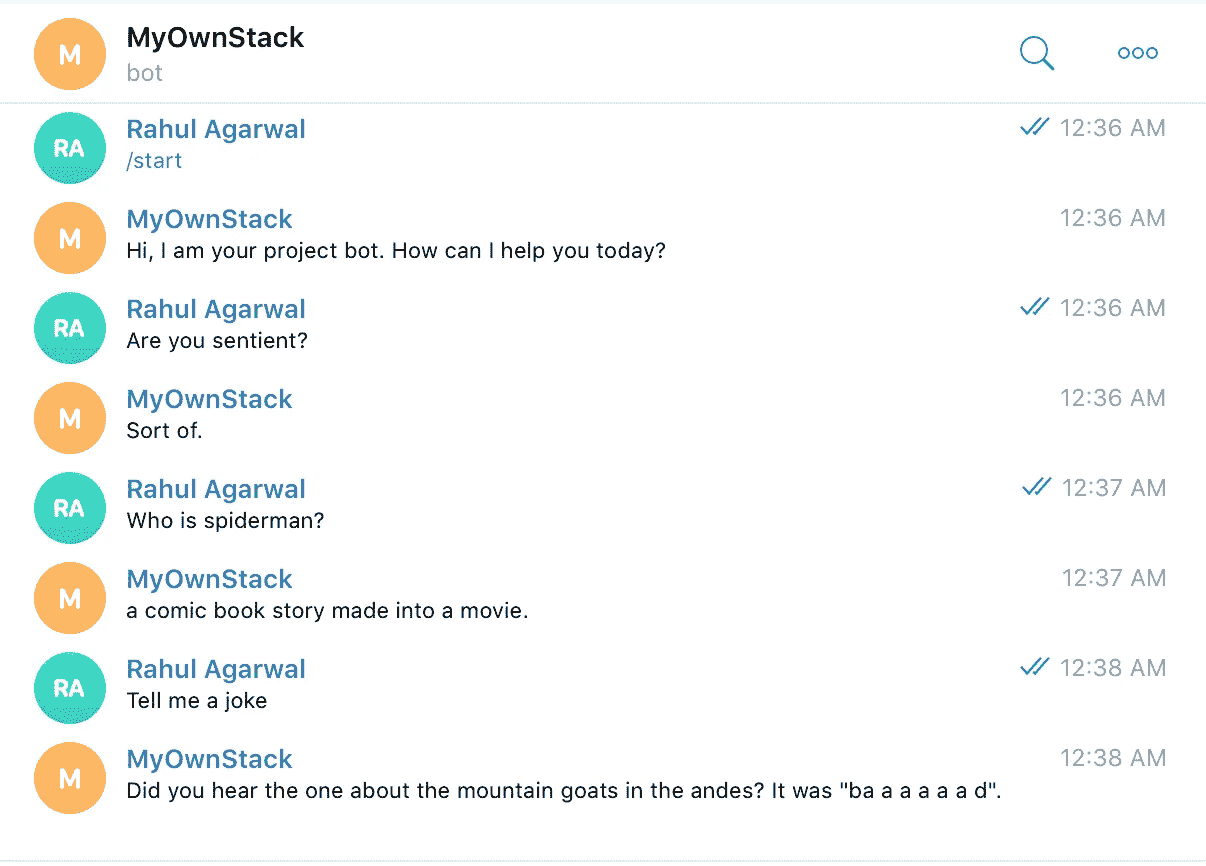 M
MyOwnStack
bot
RA
Rahul Agarwal
12:36 AM
/start
M
MyOwnStack
12:36 AM
Hi, I am your project bot. How can I help you today?
RA
Rahul Agarwal
12:36 AM
Are you sentient?
M
MyOwnStack
12:36 AM
Sort of.
RA
Rahul Agarwal
12:37 AM
Who is spiderman?
M
MyOwnStack
12:37 AM
a comic book story made into a movie.
RA
Rahul Agarwal
12:38 AM
Tell me a joke
M
MyOwnStack
12:38 AM
Did you hear the one about the mountain goats in the andes? It was "ba a a a a a d".